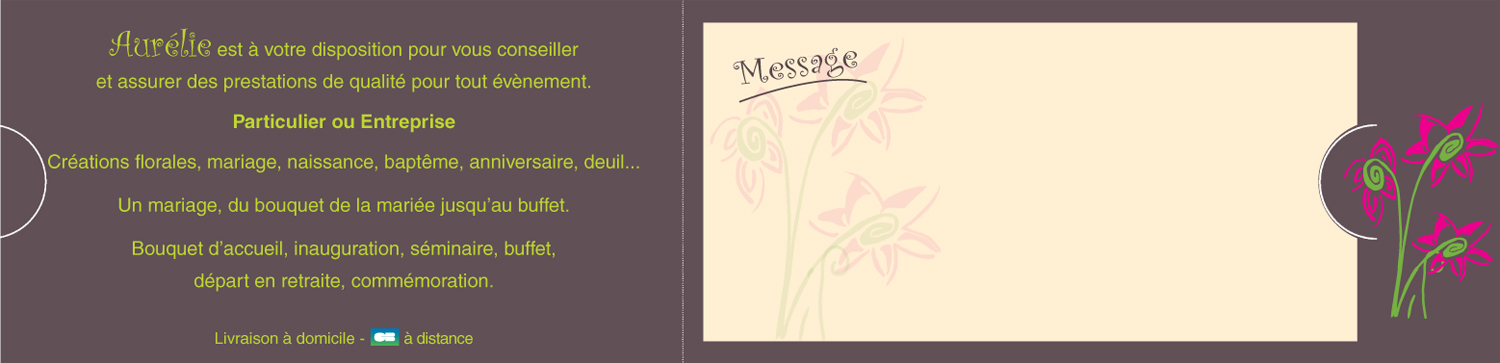 Aurélie est à votre disposition pour vous conseiller
et assurer des prestations de qualité pour tout évènement.
Particulier ou Entreprise
Créations florales, mariage, naissance, baptême, anniversaire, deuil...
Un mariage, du bouquet de la mariée jusqu'au buffet.
Bouquet d'accueil, inauguration, séminaire, buffet,
départ en retraite, commémoration.
Livraison à domicile - CB à distance
Message